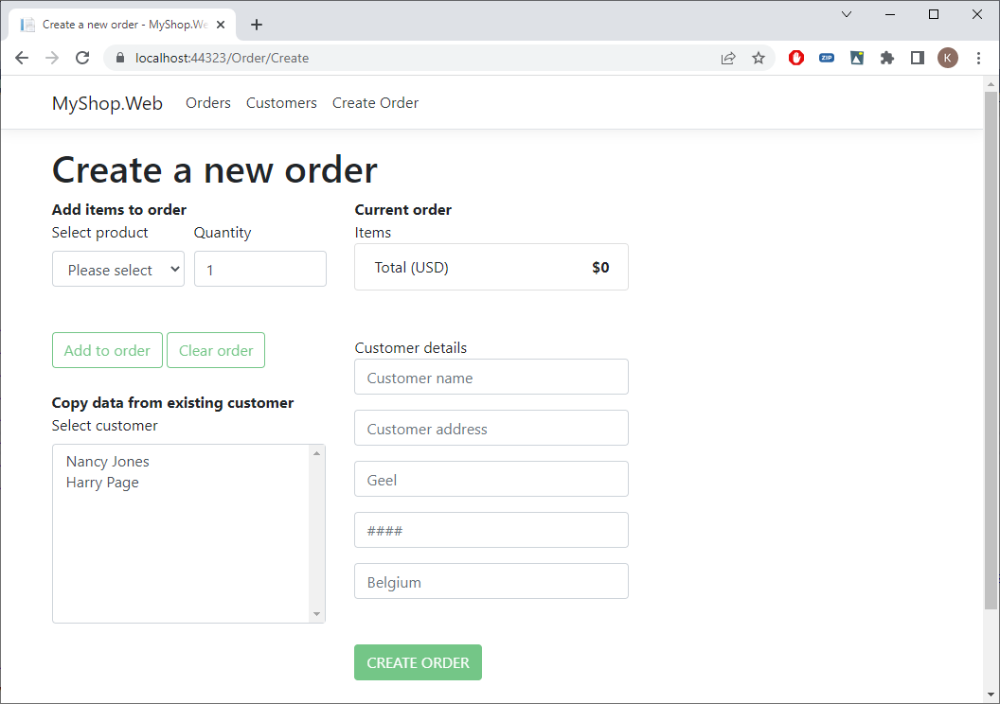 Create a new order - MyShop.We
localhost:44323/Order/Create
ZIP
K
MyShop.Web Orders Customers Create Order
Create a new order
Add items to order
Select product Quantity
Please select 1
Add to order Clear order
Copy data from existing customer
Select customer
Nancy Jones
Harry Page
Current order
Items
Total (USD) $0
Customer details
Customer name
Customer address
Geel
####
Belgium
CREATE ORDER